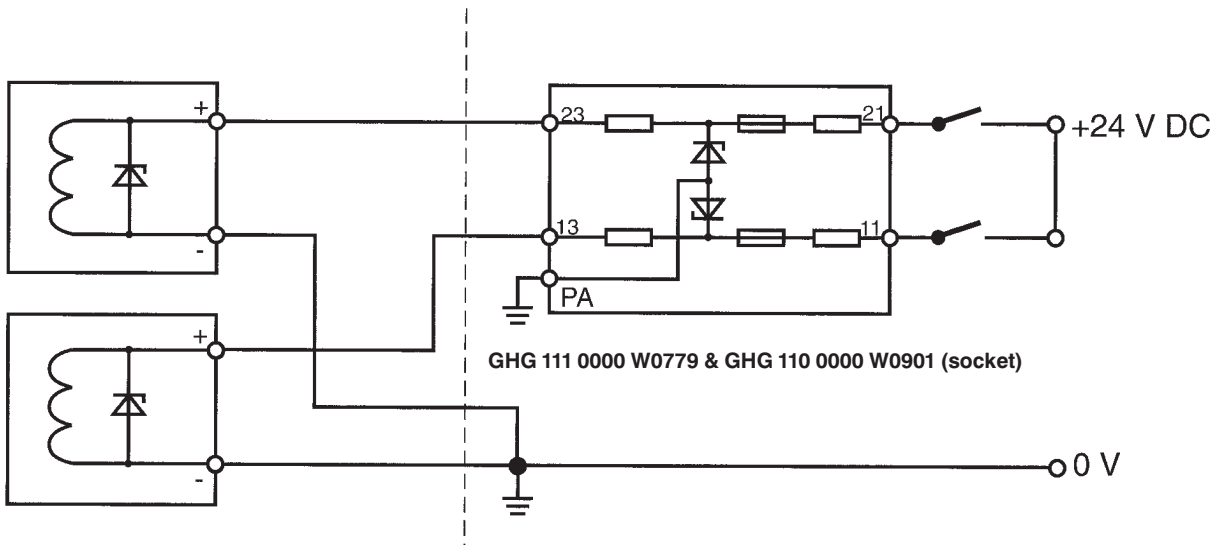 +
-
+
-
23
21
13
11
PA
+24 V DC
GHG 111 0000 W0779 & GHG 110 0000 W0901 (socket)
0 V